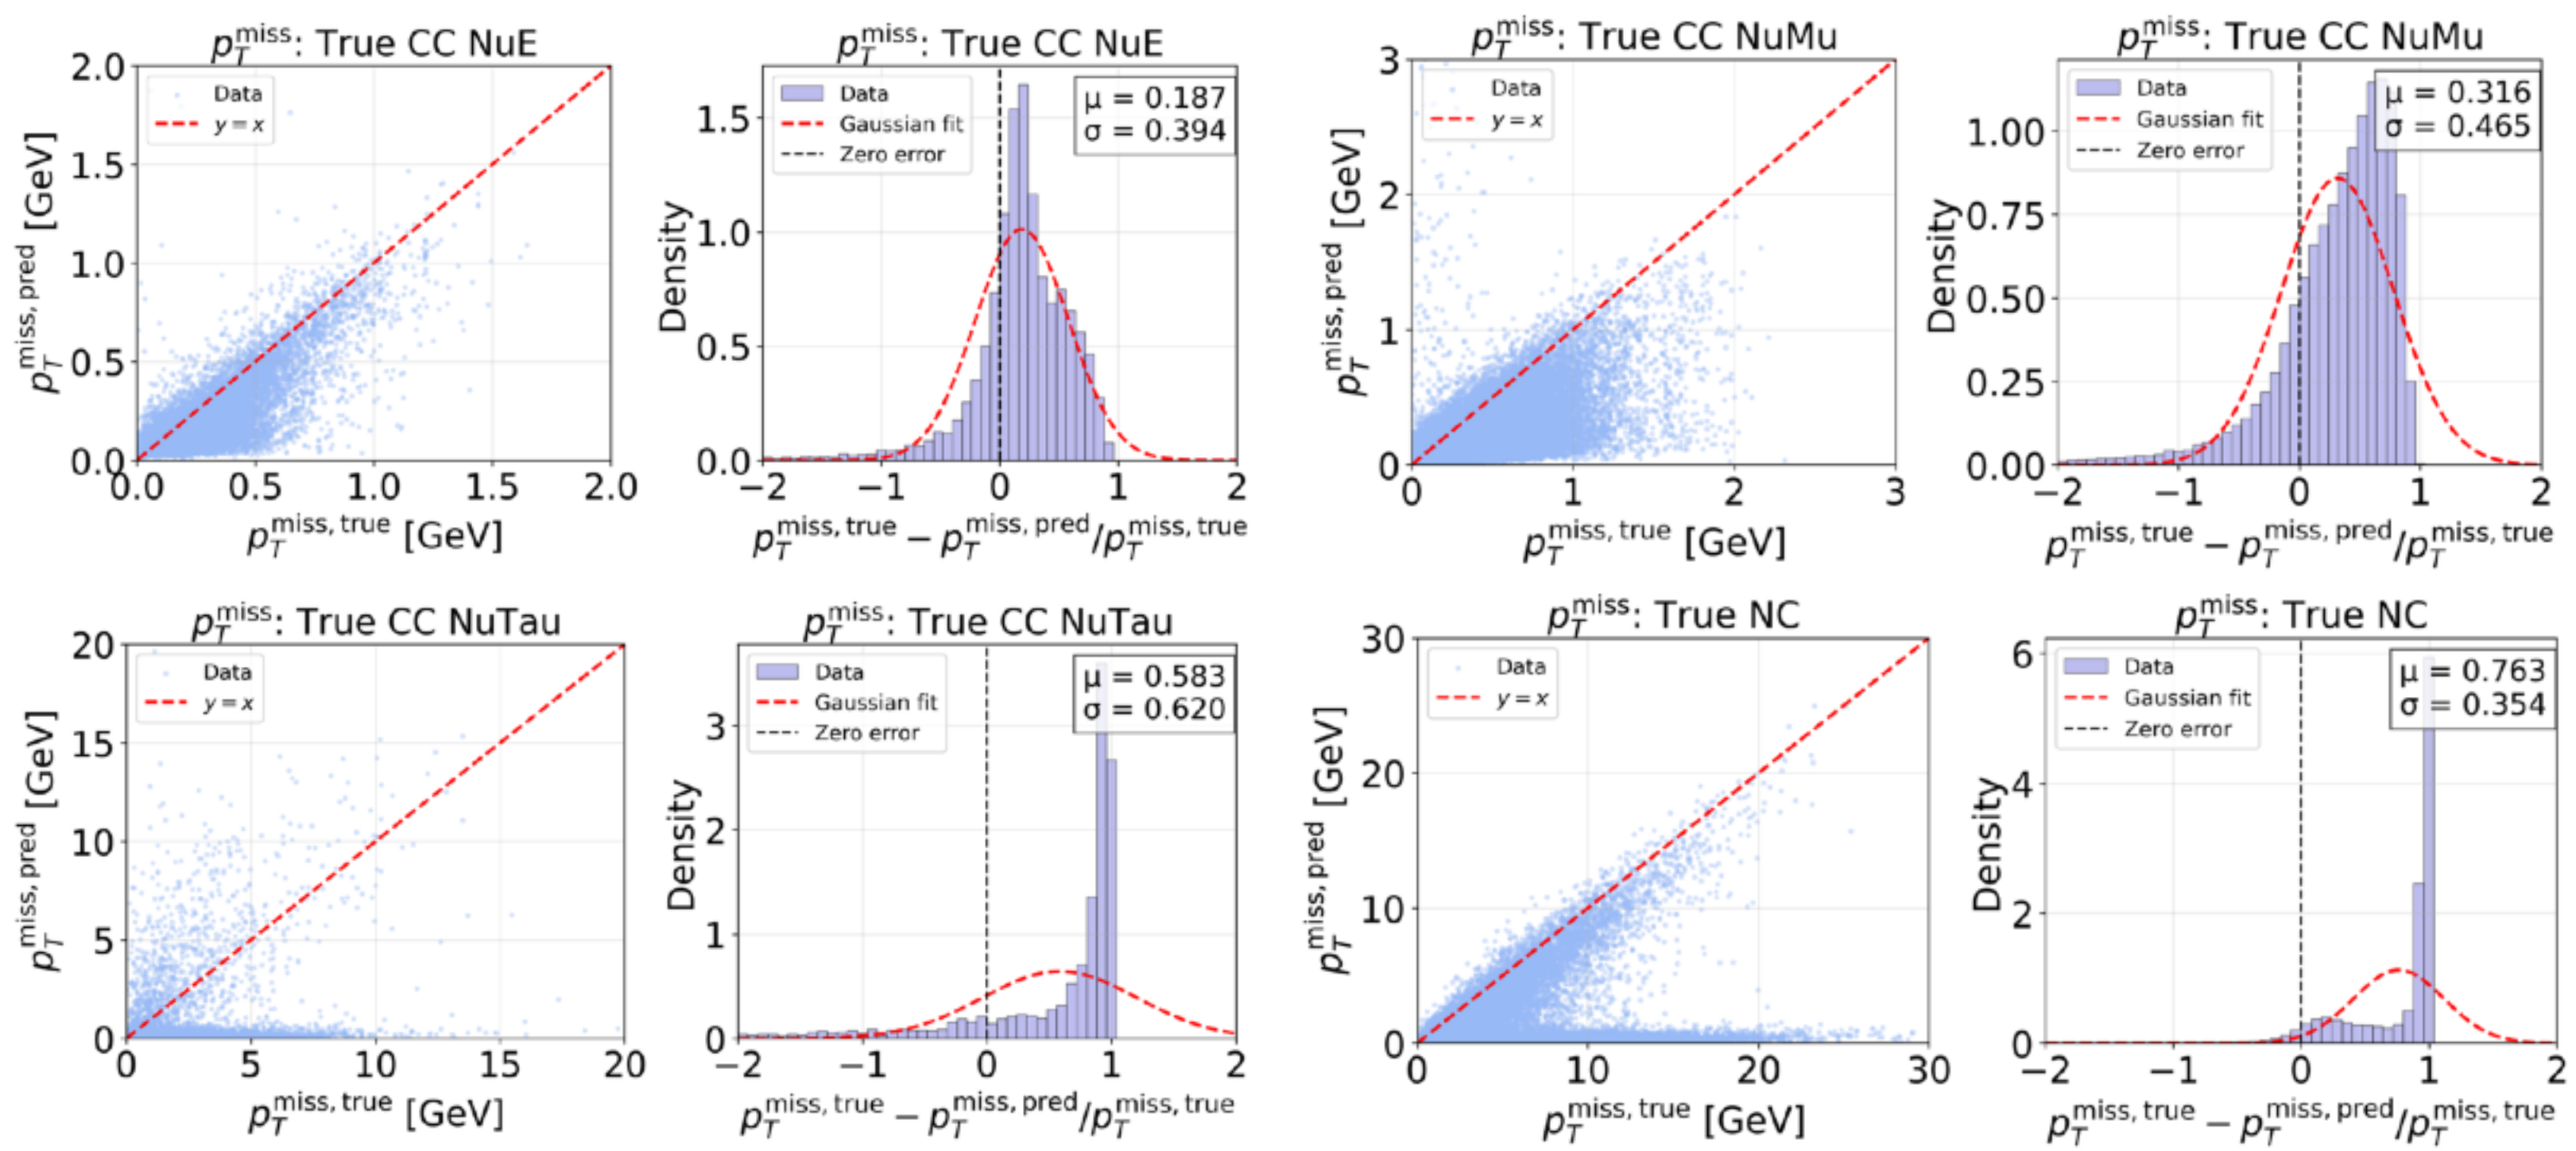 p_T^miss: True CC NuE
Data
y = x
2.0
1.5
1.0
0.5
0.0
p_T^miss, pred [GeV]
0.0 0.5 1.0 1.5 2.0
p_T^miss, true [GeV]
p_T^miss: True CC NuE
Data
Gaussian fit
Zero error
μ = 0.187
σ = 0.394
1.5
1.0
0.5
0.0
Density
−2 −1 0 1 2
p_T^miss, true − p_T^miss, pred/p_T^miss, true
p_T^miss: True CC NuMu
Data
y = x
3
2
1
0
p_T^miss, pred [GeV]
0 1 2 3
p_T^miss, true [GeV]
p_T^miss: True CC NuMu
Data
Gaussian fit
Zero error
μ = 0.316
σ = 0.465
1.00
0.75
0.50
0.25
0.00
Density
−2 −1 0 1 2
p_T^miss, true − p_T^miss, pred/p_T^miss, true
p_T^miss: True CC NuTau
Data
y = x
20
15
10
5
0
p_T^miss, pred [GeV]
0 5 10 15 20
p_T^miss, true [GeV]
p_T^miss: True CC NuTau
Data
Gaussian fit
Zero error
μ = 0.583
σ = 0.620
3
2
1
0
Density
−2 −1 0 1 2
p_T^miss, true − p_T^miss, pred/p_T^miss, true
p_T^miss: True NC
Data
y = x
30
20
10
0
p_T^miss, pred [GeV]
0 10 20 30
p_T^miss, true [GeV]
p_T^miss: True NC
Data
Gaussian fit
Zero error
μ = 0.763
σ = 0.354
6
4
2
0
Density
−2 −1 0 1 2
p_T^miss, true − p_T^miss, pred/p_T^miss, true